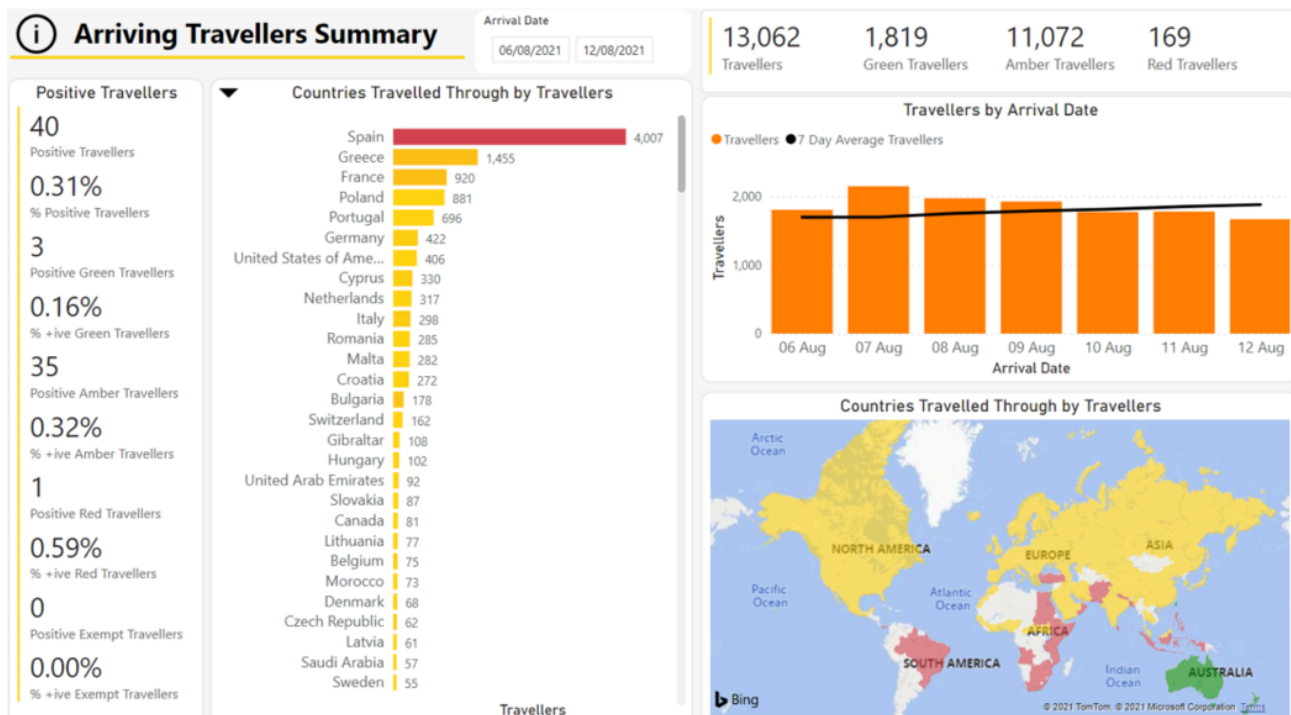 i
Arriving Travellers Summary
Arrival Date
06/08/2021
12/08/2021
13,062
Travellers
1,819
Green Travellers
11,072
Amber Travellers
169
Red Travellers
Positive Travellers
40
Positive Travellers
0.31%
% Positive Travellers
3
Positive Green Travellers
0.16%
% +ive Green Travellers
35
Positive Amber Travellers
0.32%
% +ive Amber Travellers
1
Positive Red Travellers
0.59%
% +ive Red Travellers
0
Positive Exempt Travellers
0.00%
% +ive Exempt Travellers
Countries Travelled Through by Travellers
Spain 4,007
Greece 1,455
France 920
Poland 881
Portugal 696
Germany 422
United States of Ame... 406
Cyprus 330
Netherlands 317
Italy 298
Romania 285
Malta 282
Croatia 272
Bulgaria 178
Switzerland 162
Gibraltar 108
Hungary 102
United Arab Emirates 92
Slovakia 87
Canada 81
Lithuania 77
Belgium 75
Morocco 73
Denmark 68
Czech Republic 62
Latvia 61
Saudi Arabia 57
Sweden 55
Travellers
Travellers by Arrival Date
Travellers 7 Day Average Travellers
Travellers
2,000
1,000
0
06 Aug 07 Aug 08 Aug 09 Aug 10 Aug 11 Aug 12 Aug
Arrival Date
Countries Travelled Through by Travellers
Arctic
Ocean
NORTH AMERICA
EUROPE
ASIA
Pacific
Ocean
Atlantic
Ocean
AFRICA
SOUTH AMERICA
Indian
Ocean
AUSTRALIA
Bing
© 2021 TomTom, © 2021 Microsoft Corporation Terms